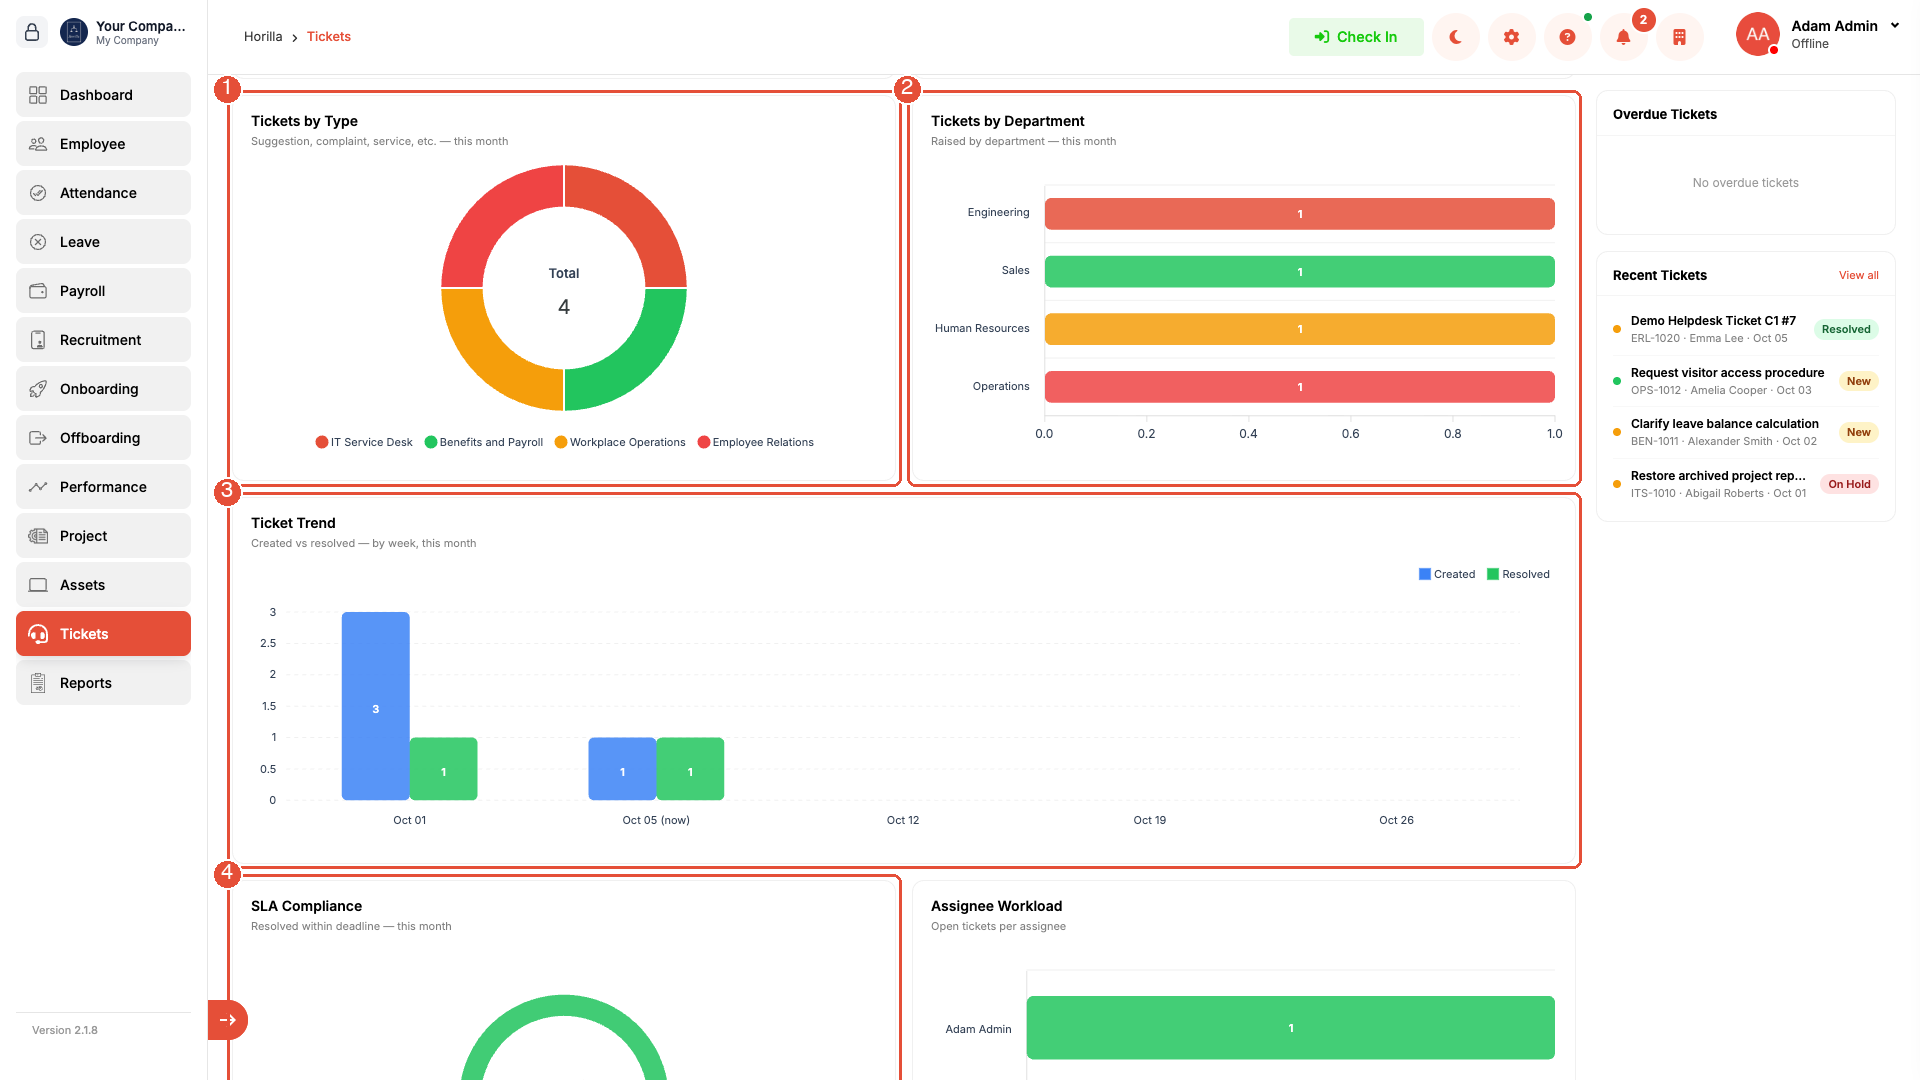 Your Compa...
My Company
Dashboard
Employee
Attendance
Leave
Payroll
Recruitment
Onboarding
Offboarding
Performance
Project
Assets
Tickets
Reports
Version 2.1.8
Horilla > Tickets
Check In
2
AA
Adam Admin
Offline
1
Tickets by Type
Suggestion, complaint, service, etc. — this month
Total
4
IT Service Desk
Benefits and Payroll
Workplace Operations
Employee Relations
2
Tickets by Department
Raised by department — this month
Engineering
1
Sales
1
Human Resources
1
Operations
1
0.0
0.2
0.4
0.6
0.8
1.0
3
Ticket Trend
Created vs resolved — by week, this month
Created
Resolved
3
2.5
2
1.5
1
0.5
0
3
1
1
1
Oct 01
Oct 05 (now)
Oct 12
Oct 19
Oct 26
4
SLA Compliance
Resolved within deadline — this month
Assignee Workload
Open tickets per assignee
Adam Admin
1
Overdue Tickets
No overdue tickets
Recent Tickets
View all
Demo Helpdesk Ticket C1 #7
ERL-1020 · Emma Lee · Oct 05
Resolved
Request visitor access procedure
OPS-1012 · Amelia Cooper · Oct 03
New
Clarify leave balance calculation
BEN-1011 · Alexander Smith · Oct 02
New
Restore archived project rep...
ITS-1010 · Abigail Roberts · Oct 01
On Hold